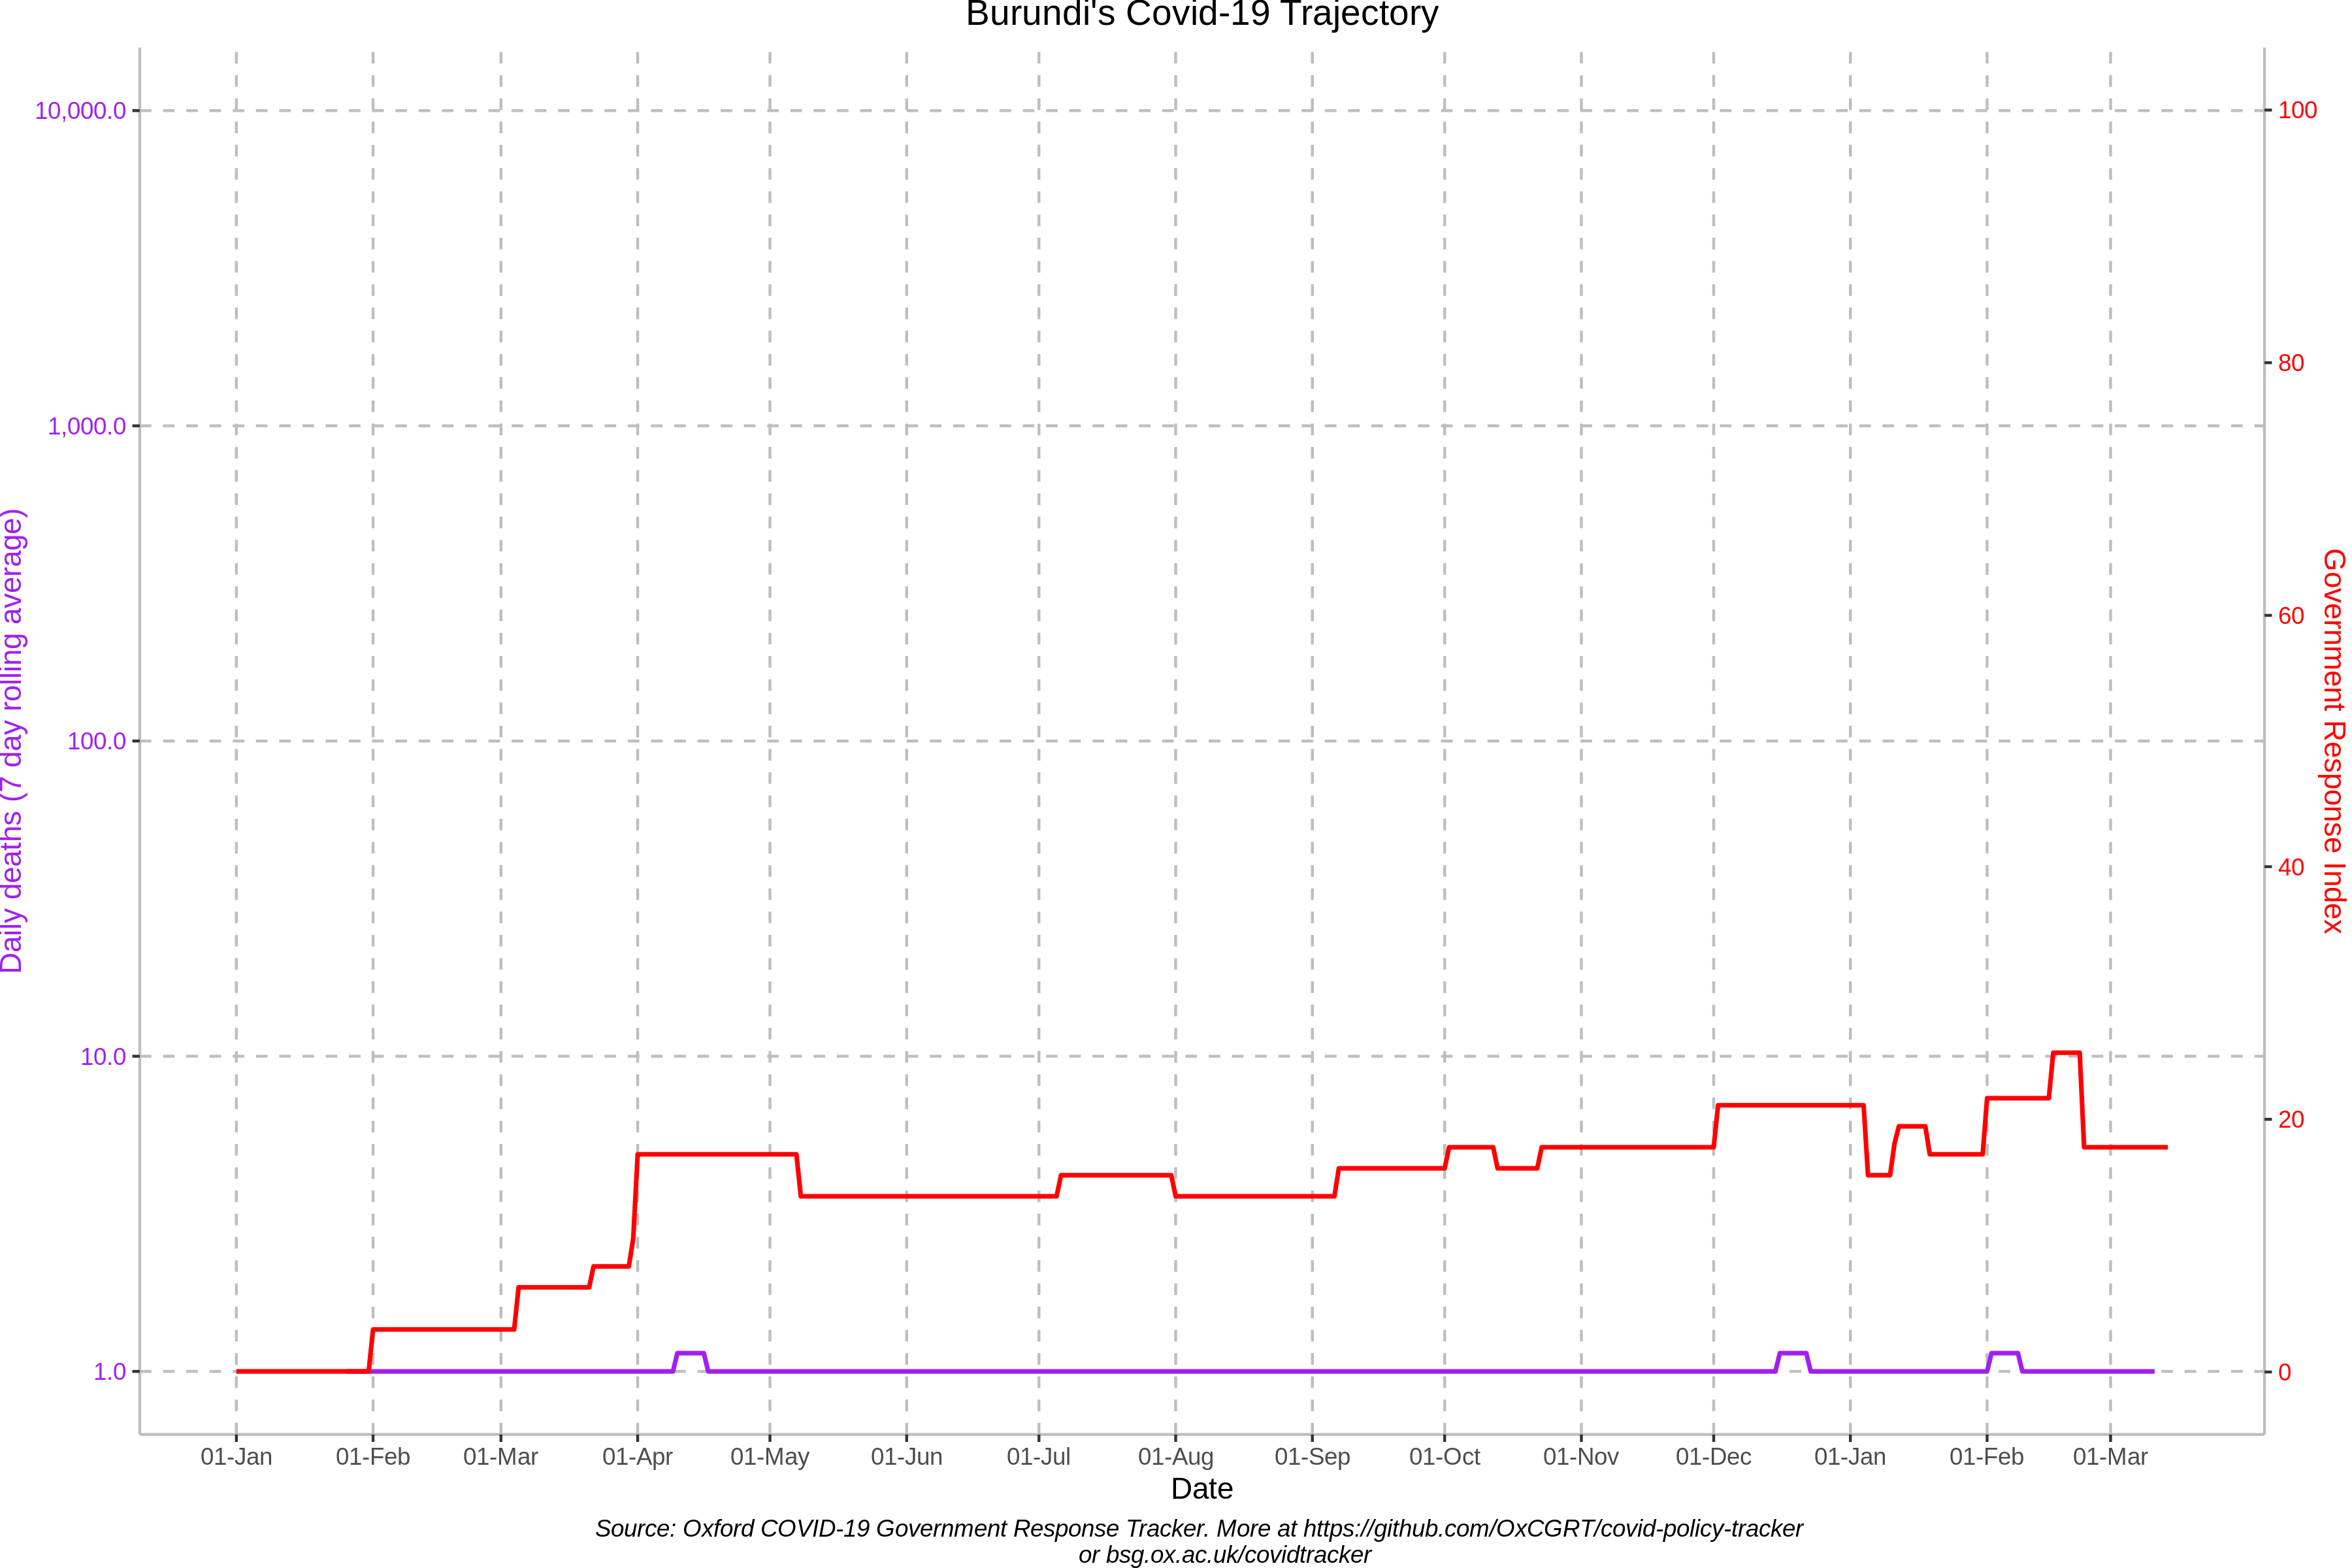 Burundi's Covid-19 Trajectory
10,000.0
1,000.0
100.0
10.0
1.0
Daily deaths (7 day rolling average)
100
80
60
40
20
0
Government Response Index
01-Jan 01-Feb 01-Mar 01-Apr 01-May 01-Jun 01-Jul 01-Aug 01-Sep 01-Oct 01-Nov 01-Dec 01-Jan 01-Feb 01-Mar
Date
Source: Oxford COVID-19 Government Response Tracker. More at https://github.com/OxCGRT/covid-policy-tracker
or bsg.ox.ac.uk/covidtracker